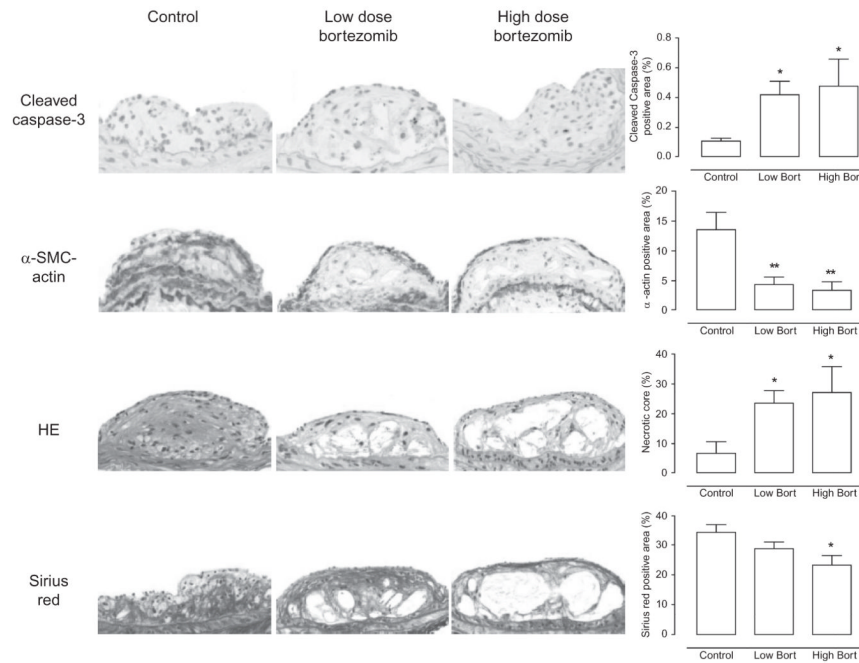 Control
Low dose
bortezomib
High dose
bortezomib
Cleaved
caspase-3
Cleaved Caspase-3
positive area (%)
0.8
0.6
0.4
0.2
0.0
*
*
Control
Low Bort
High Bort
α-SMC-
actin
α -actin positive area (%)
20
15
10
5
0
**
**
Control
Low Bort
High Bort
HE
Necrotic core (%)
40
30
20
10
0
*
*
Control
Low Bort
High Bort
Sirius
red
Sirius red positive area (%)
40
30
20
10
0
*
Control
Low Bort
High Bort